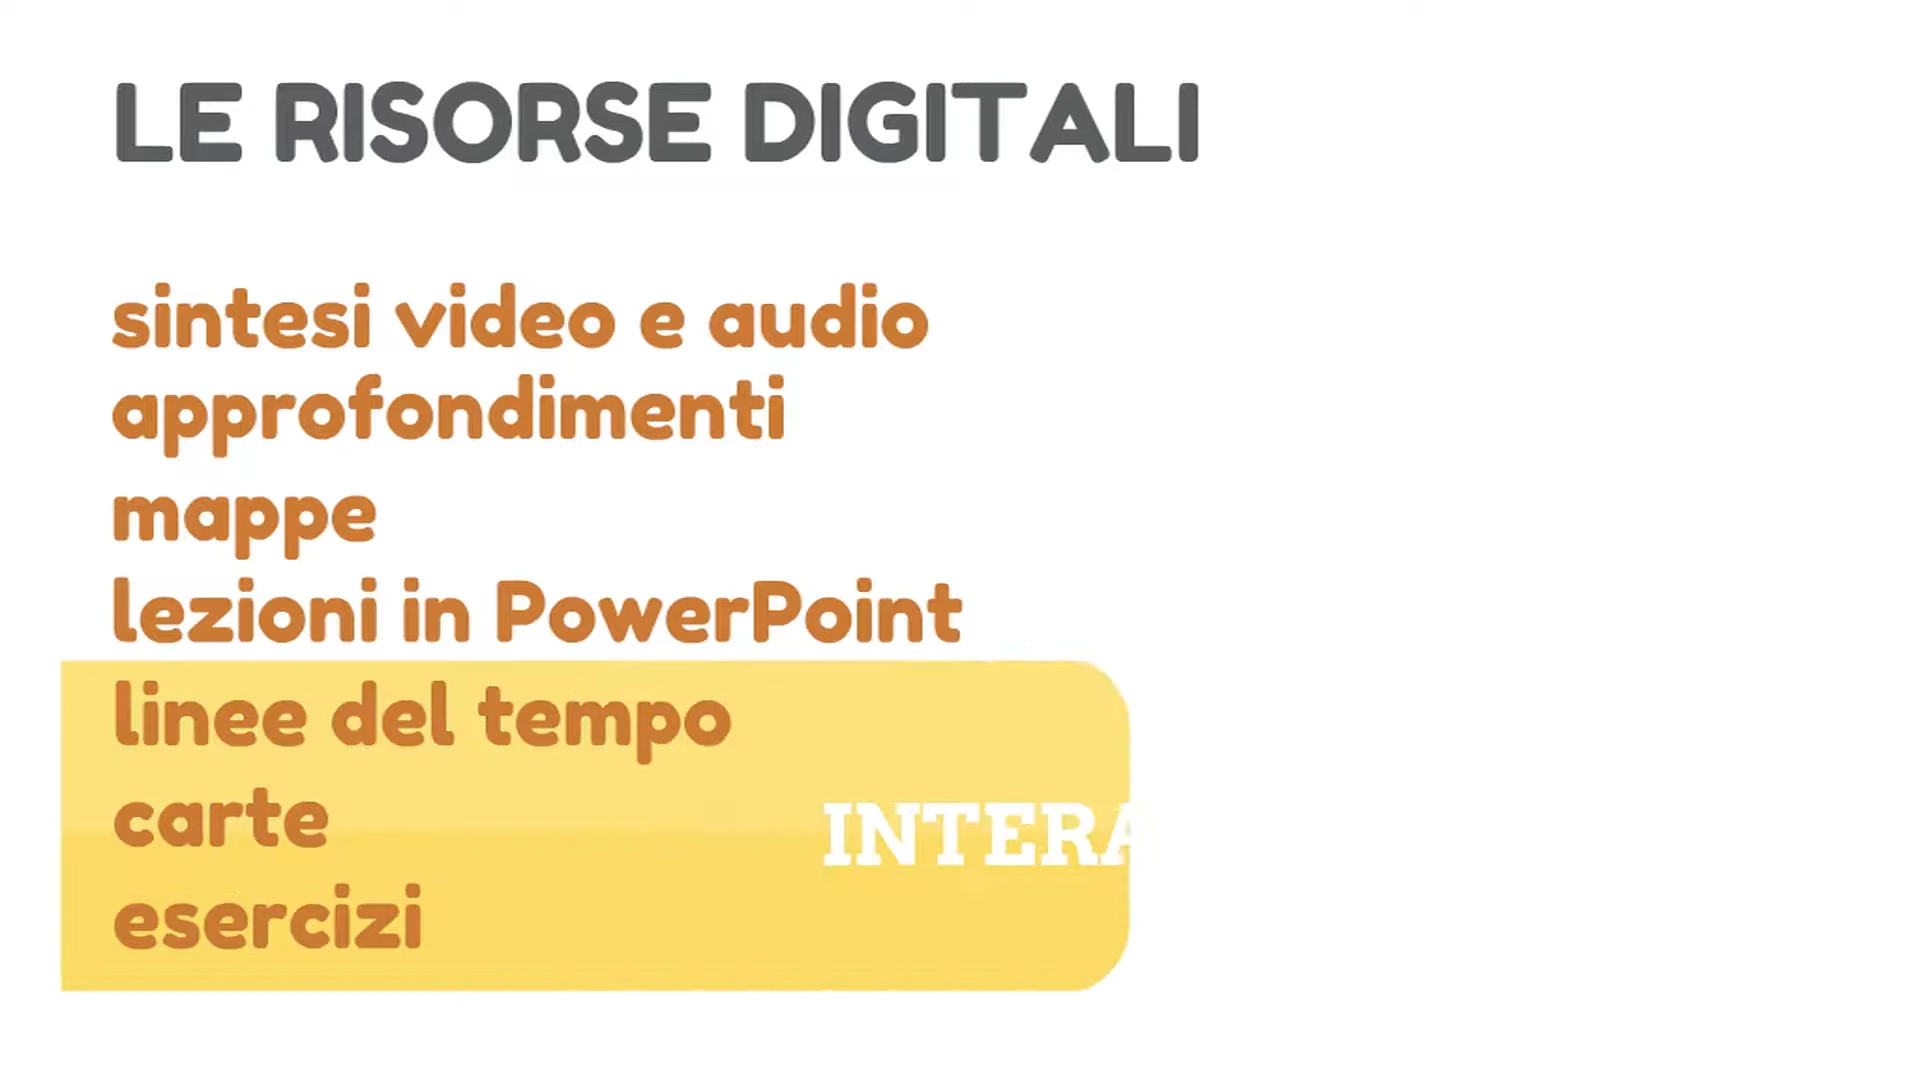 LE RISORSE DIGITALI
sintesi video e audio
approfondimenti
mappe
lezioni in PowerPoint
linee del tempo
carte
INTERA
esercizi